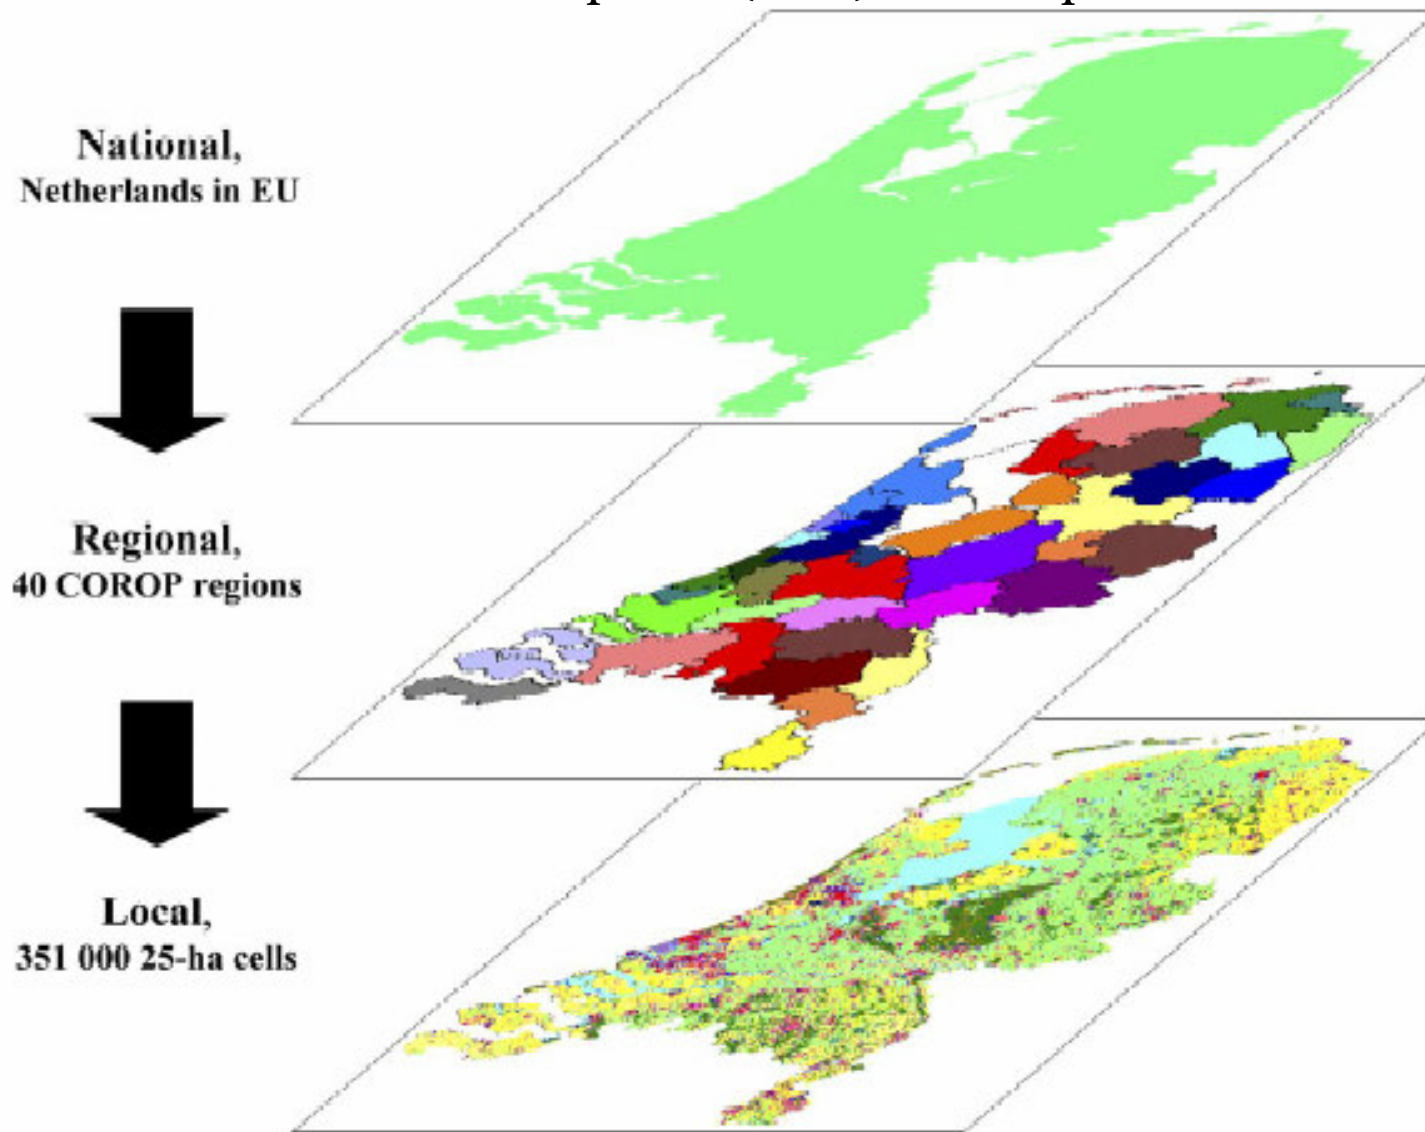 National,
Netherlands in EU
Regional,
40 COROP regions
Local,
351 000 25-ha cells